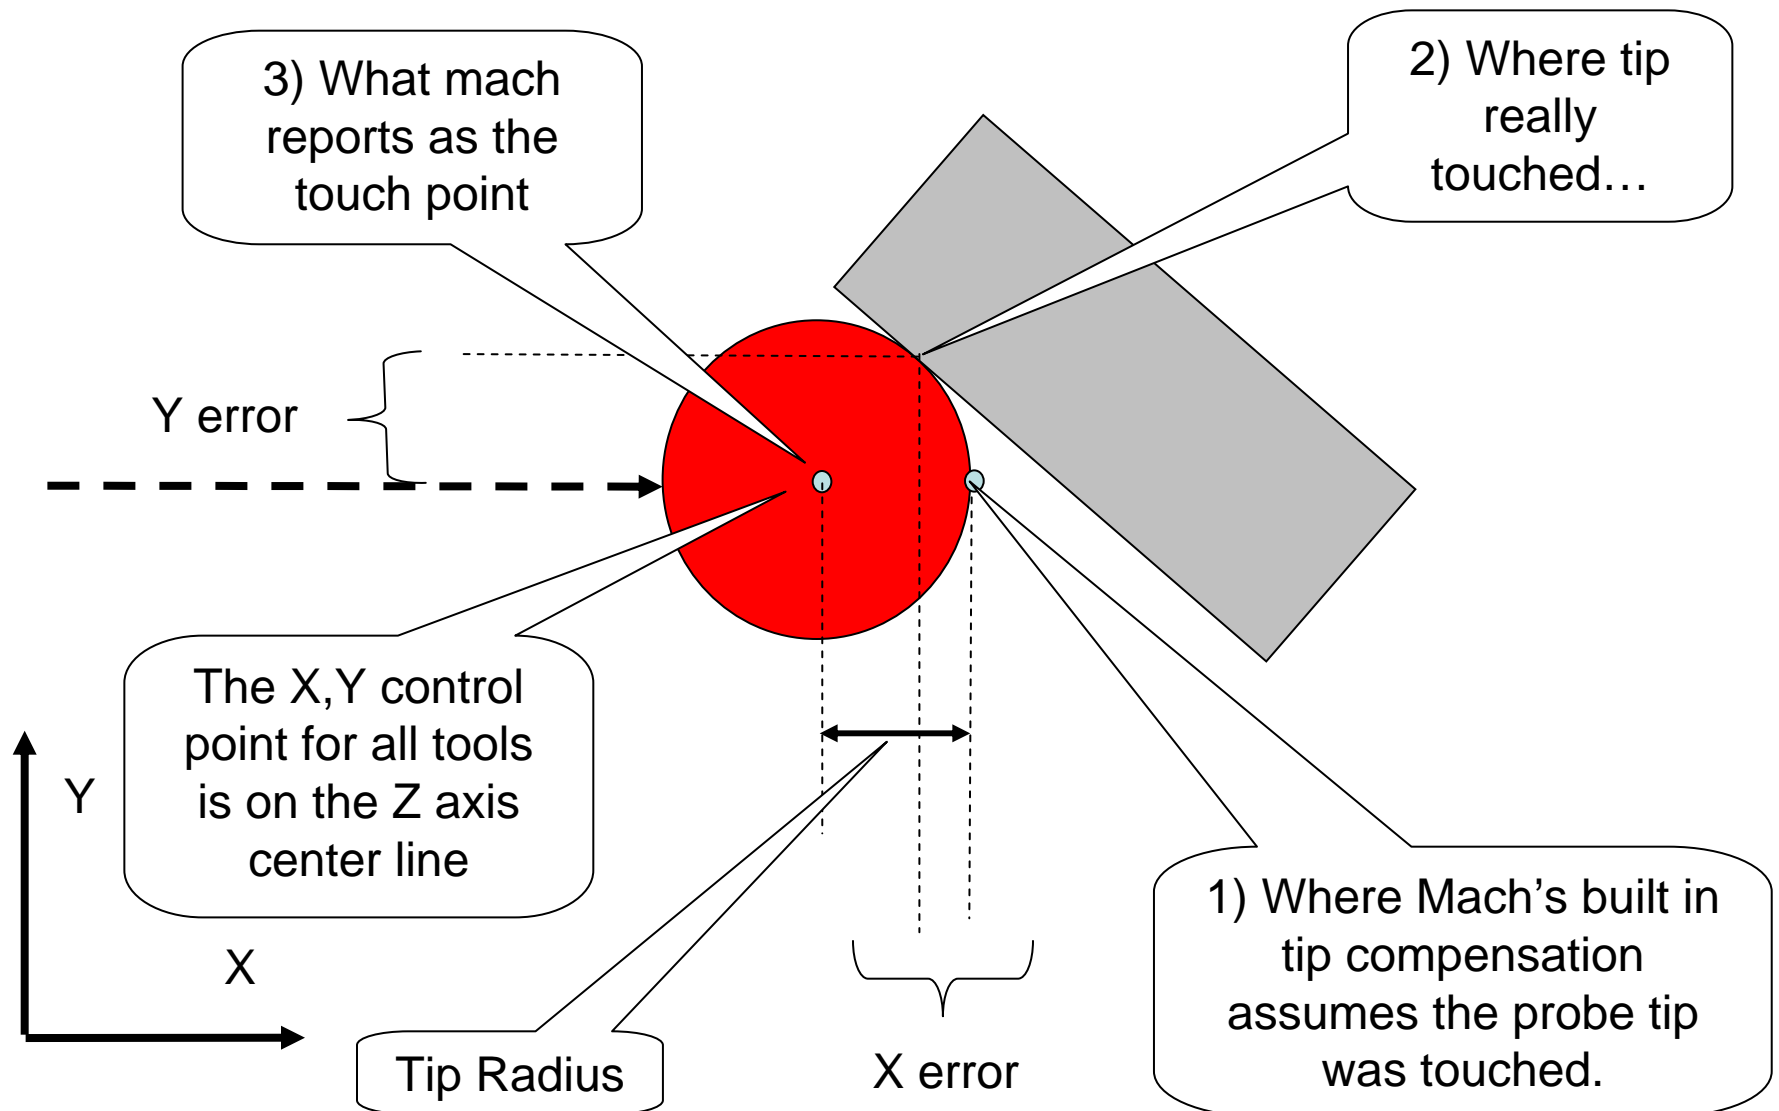 3) What mach
reports as the
touch point
2) Where tip
really
touched…
Y error
The X,Y control
point for all tools
is on the Z axis
center line
Y
X
Tip Radius
X error
1) Where Mach’s built in
tip compensation
assumes the probe tip
was touched.